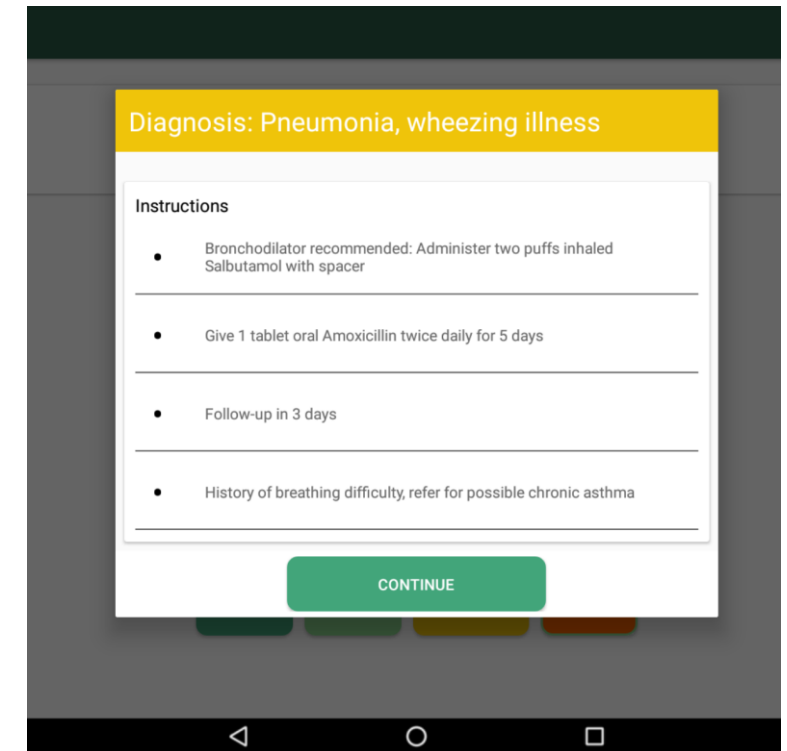 Diagnosis: Pneumonia, wheezing illness
Instructions
Bronchodilator recommended: Administer two puffs inhaled
Salbutamol with spacer
Give 1 tablet oral Amoxicillin twice daily for 5 days
Follow-up in 3 days
History of breathing difficulty, refer for possible chronic asthma
CONTINUE